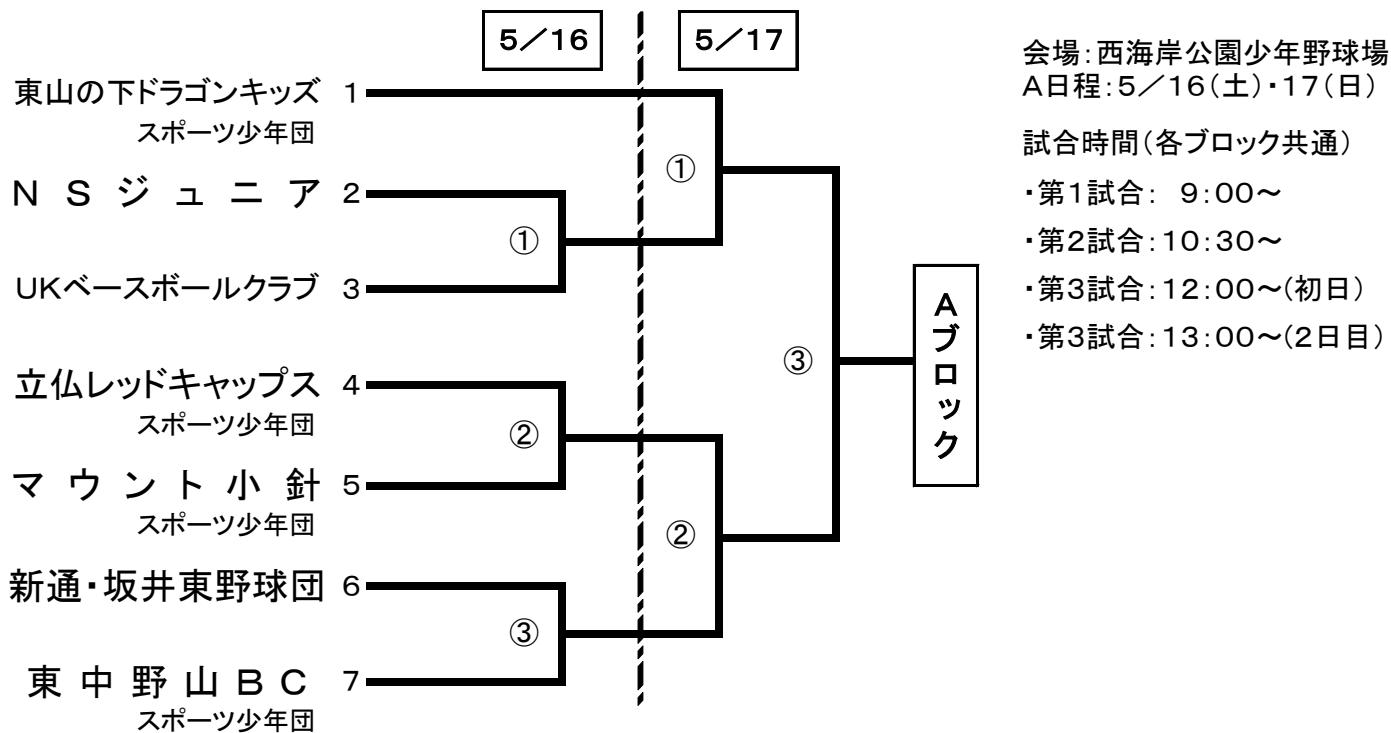 5／16
5／17
東山の下ドラゴンキッズ 1
スポーツ少年団
NSジュニア 2
UKベースボールクラブ 3
立仏レッドキャップス 4
スポーツ少年団
マウント小針 5
スポーツ少年団
新通・坂井東野球団 6
東中野山BC 7
スポーツ少年団
①
②
③
①
②
③
Aブロック
会場：西海岸公園少年野球場
A日程：5／16（土）・17（日）
試合時間（各ブロック共通）
・第1試合： 9：00～
・第2試合：10：30～
・第3試合：12：00～（初日）
・第3試合：13：00～（2日目）